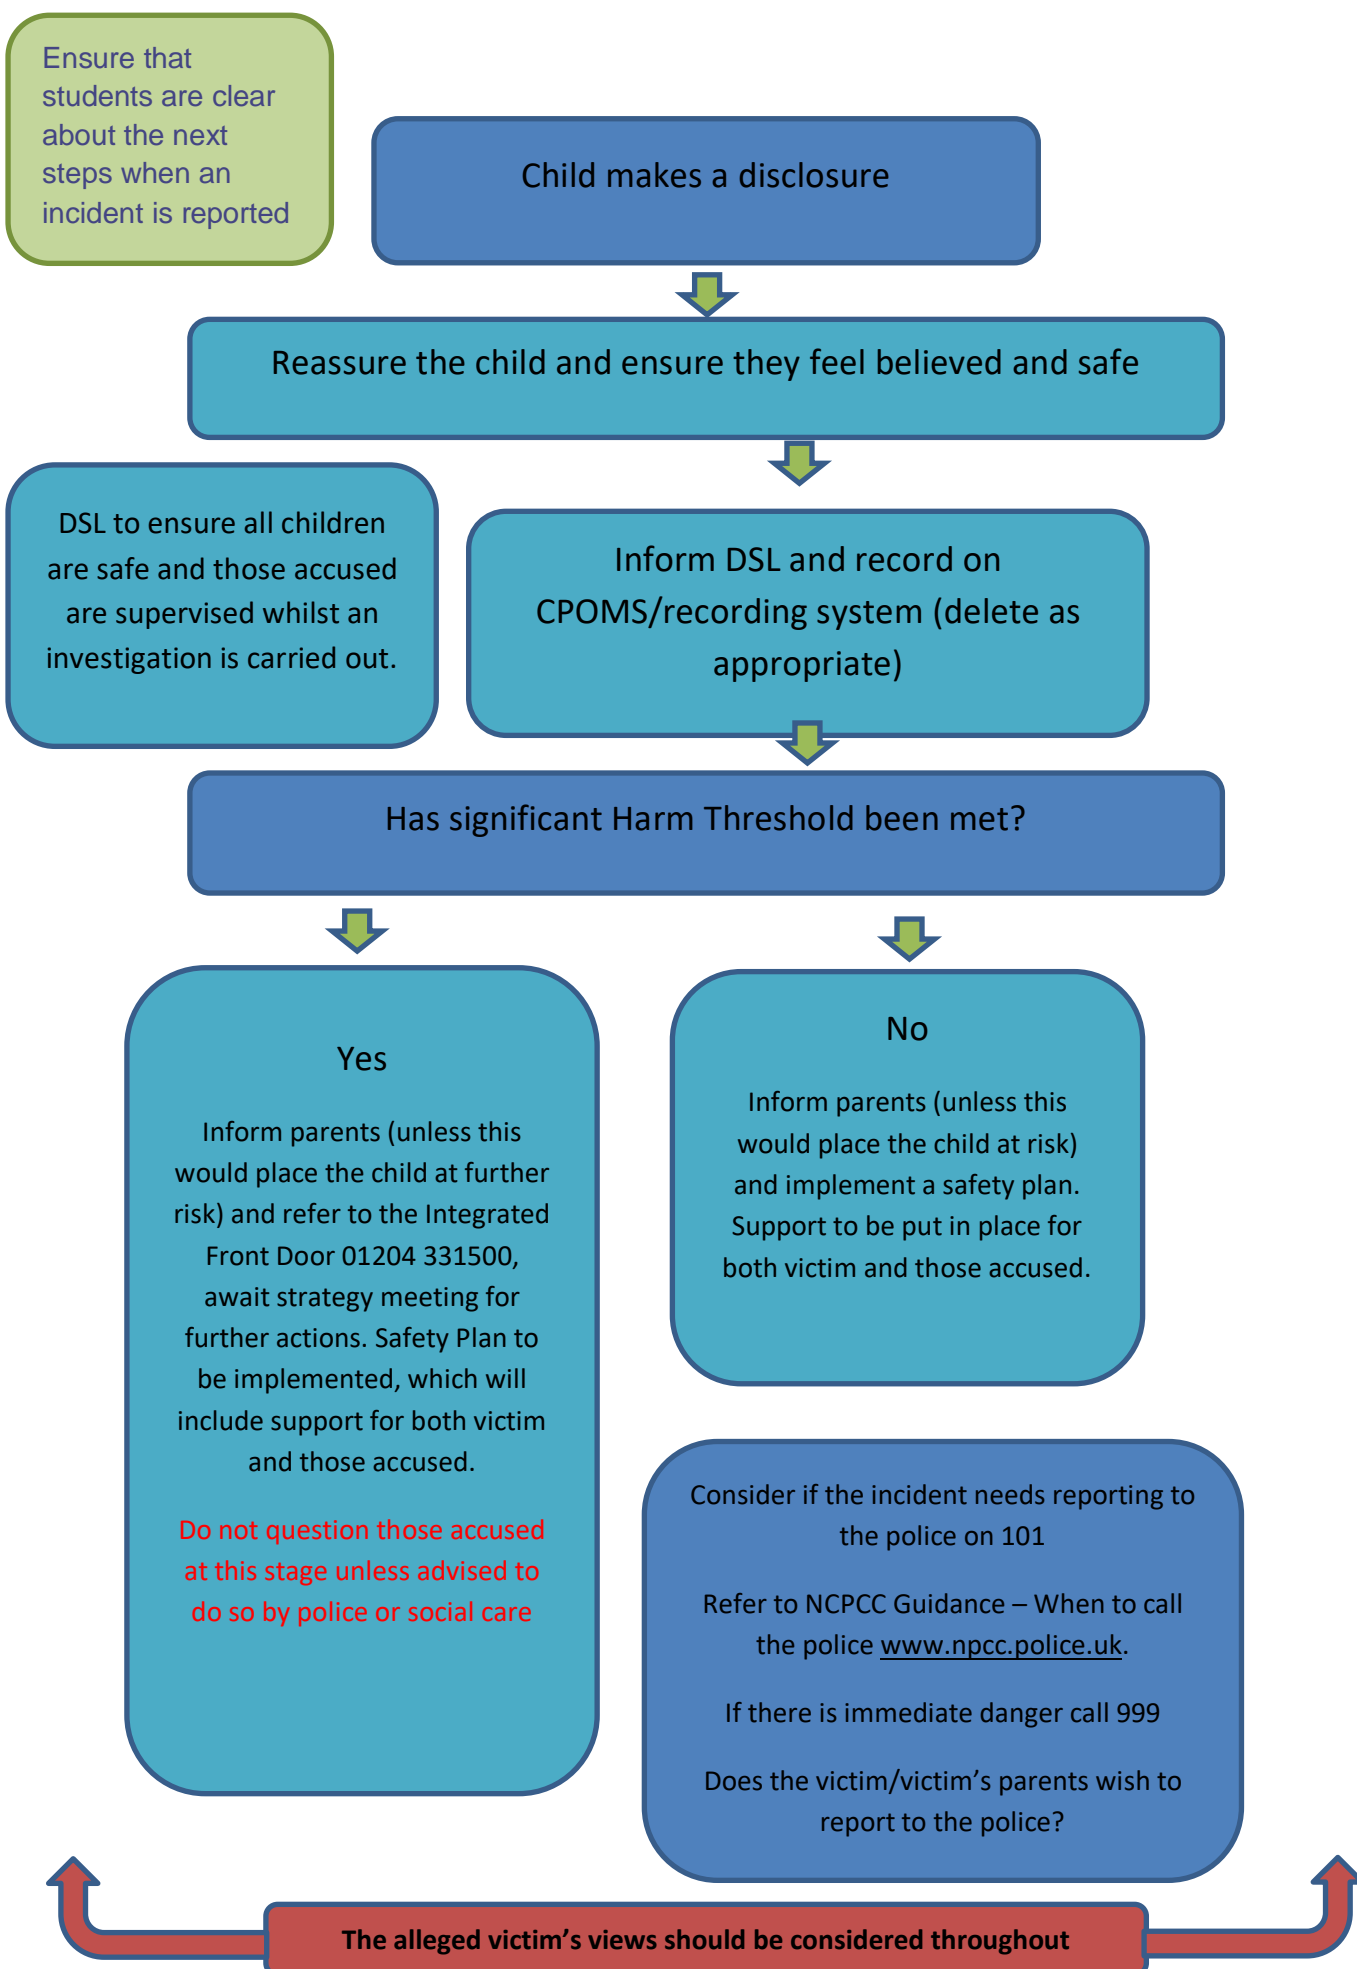 Ensure that
students are clear
about the next
steps when an
incident is reported
Child makes a disclosure
Reassure the child and ensure they feel believed and safe
DSL to ensure all children
are safe and those accused
are supervised whilst an
investigation is carried out.
Inform DSL and record on
CPOMS/recording system (delete as
appropriate)
Has significant Harm Threshold been met?
Yes
Inform parents (unless this
would place the child at further
risk) and refer to the Integrated
Front Door 01204 331500,
await strategy meeting for
further actions. Safety Plan to
be implemented, which will
include support for both victim
and those accused.
Do not question those accused
at this stage unless advised to
do so by police or social care
No
Inform parents (unless this
would place the child at risk)
and implement a safety plan.
Support to be put in place for
both victim and those accused.
Consider if the incident needs reporting to
the police on 101
Refer to NCPCC Guidance – When to call
the police www.npcc.police.uk.
If there is immediate danger call 999
Does the victim/victim’s parents wish to
report to the police?
The alleged victim’s views should be considered throughout